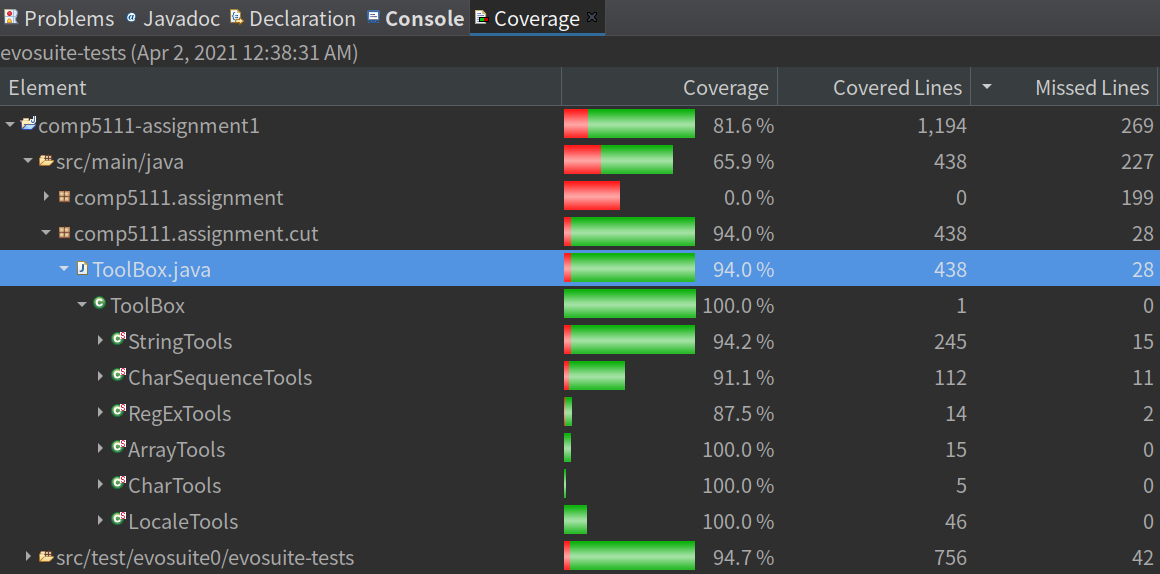 Problems @ Javadoc Declaration Console Coverage
evosuite-tests (Apr 2, 2021 12:38:31 AM)
Element Coverage Covered Lines Missed Lines
comp5111-assignment1 81.6 % 1,194 269
src/main/java 65.9 % 438 227
comp5111.assignment 0.0 % 0 199
comp5111.assignment.cut 94.0 % 438 28
ToolBox.java 94.0 % 438 28
ToolBox 100.0 % 1 0
StringTools 94.2 % 245 15
CharSequenceTools 91.1 % 112 11
RegExTools 87.5 % 14 2
ArrayTools 100.0 % 15 0
CharTools 100.0 % 5 0
LocaleTools 100.0 % 46 0
src/test/evosuite0/evosuite-tests 94.7 % 756 42